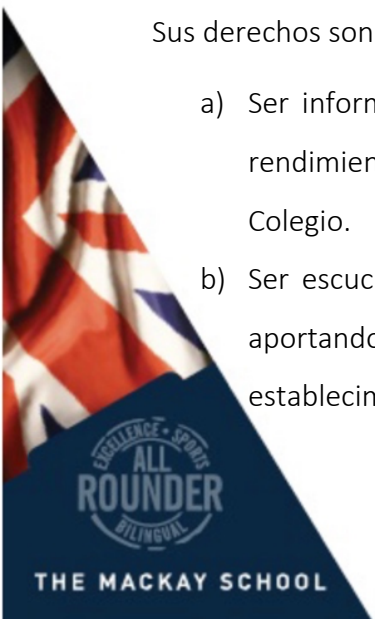 Sus derechos son
a) Ser inform
rendimien
Colegio.
b) Ser escuc
aportando
establecim
EXCELLENCE • SPORTS
ALL
ROUNDER
BILINGUAL
THE MACKAY SCHOOL